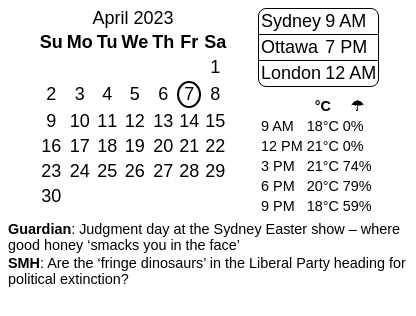 April 2023
Su Mo Tu We Th Fr Sa
1
2 3 4 5 6 7 8
9 10 11 12 13 14 15
16 17 18 19 20 21 22
23 24 25 26 27 28 29
30
Sydney 9 AM
Ottawa 7 PM
London 12 AM
°C ☂
9 AM 18°C 0%
12 PM 21°C 0%
3 PM 21°C 74%
6 PM 20°C 79%
9 PM 18°C 59%
Guardian: Judgment day at the Sydney Easter show – where
good honey ‘smacks you in the face’
SMH: Are the ‘fringe dinosaurs’ in the Liberal Party heading for
political extinction?